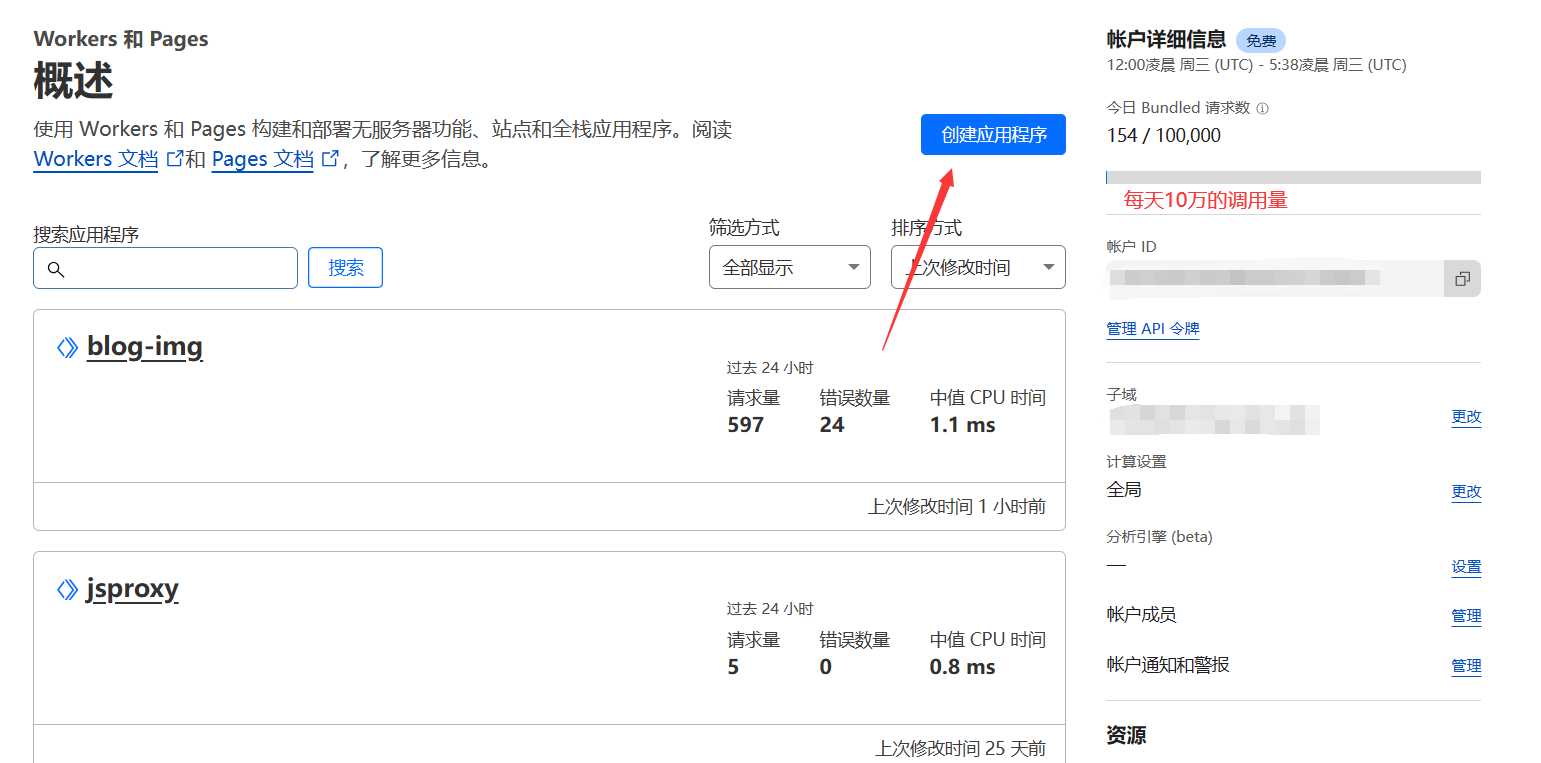 Workers 和 Pages
概述
使用 Workers 和 Pages 构建和部署无服务器功能、站点和全栈应用程序。阅读
Workers 文档 和 Pages 文档 ，了解更多信息。
创建应用程序
搜索应用程序
搜索
筛选方式
全部显示
排序方式
上次修改时间
blog-img
过去 24 小时
请求量 错误数量 中值 CPU 时间
597 24 1.1 ms
上次修改时间 1 小时前
jsproxy
过去 24 小时
请求量 错误数量 中值 CPU 时间
5 0 0.8 ms
上次修改时间 25 天前
帐户详细信息 免费
12:00凌晨 周三 (UTC) - 5:38凌晨 周三 (UTC)
今日 Bundled 请求数
154 / 100,000
每天10万的调用量
帐户 ID
管理 API 令牌
子域
更改
计算设置
全局 更改
分析引擎 (beta)
— 设置
帐户成员 管理
帐户通知和警报 管理
资源